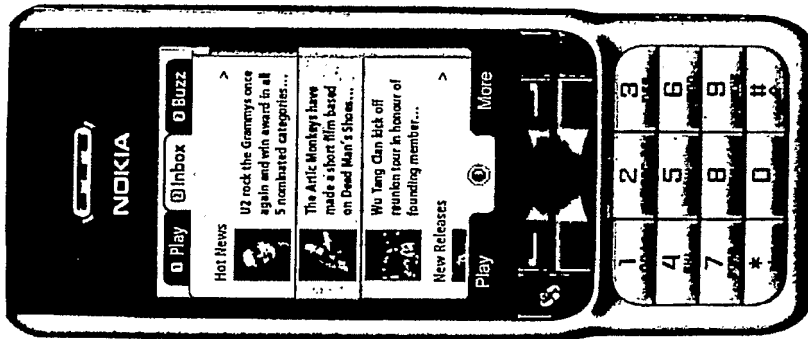 NOKIA
Play
Inbox
Buzz
Hot News >
U2 rock the Grammys once
again and win award in all
5 nominated categories...
The Artic Monkeys have
made a short film based
on Dead Man's Shoes...
Wu Tang Clan kick off
reunion tour in honour of
founding member...
New Releases >
Play
More
1 2 3
4 5 6
7 8 9
* 0 #